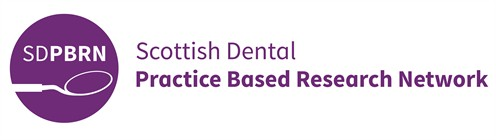 SDPBRN
Scottish Dental
Practice Based Research Network